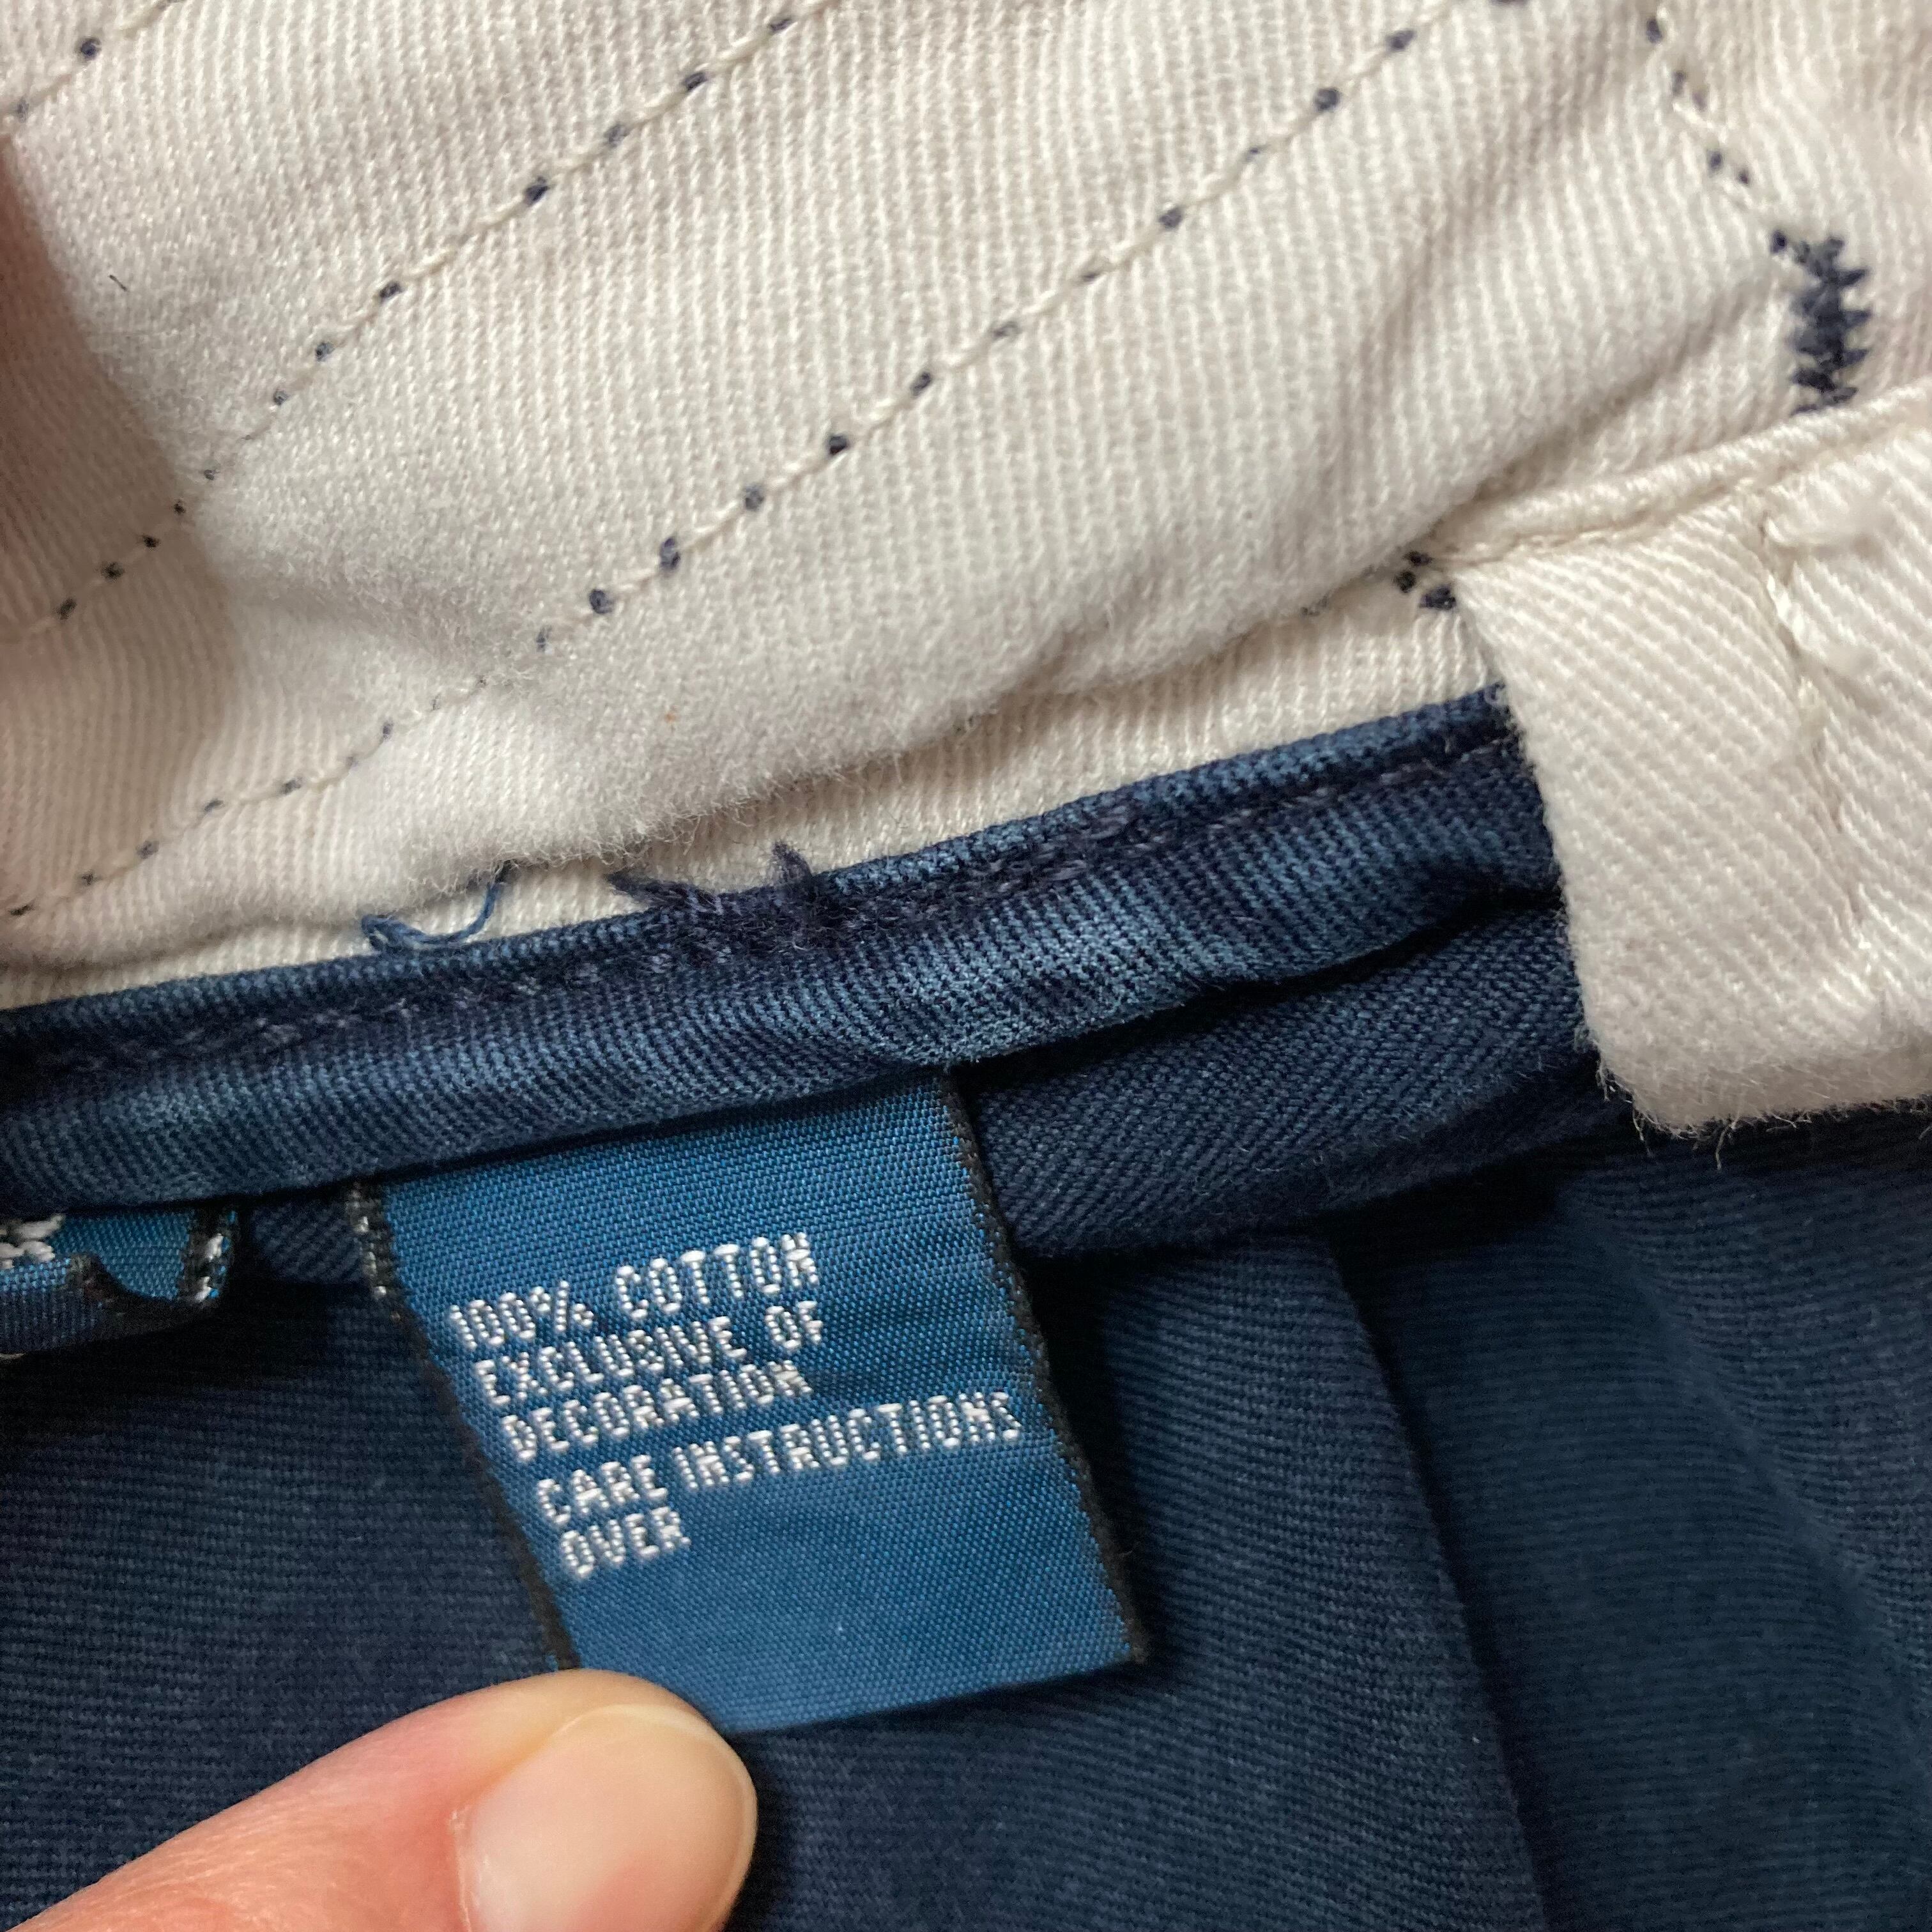 100% COTTON
EXCLUSIVE OF
DECORATION
CARE INSTRUCTIONS
OVER